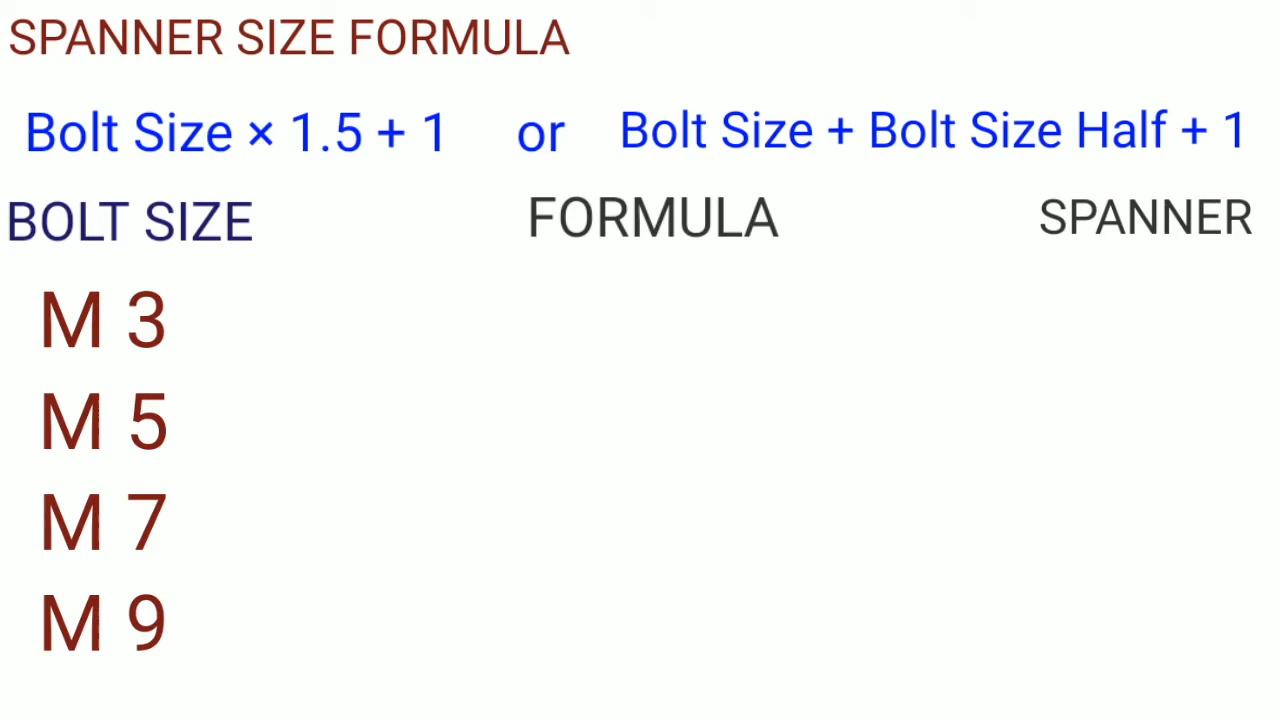 SPANNER SIZE FORMULA
Bolt Size × 1.5 + 1 or Bolt Size + Bolt Size Half + 1
BOLT SIZE FORMULA SPANNER
M 3
M 5
M 7
M 9